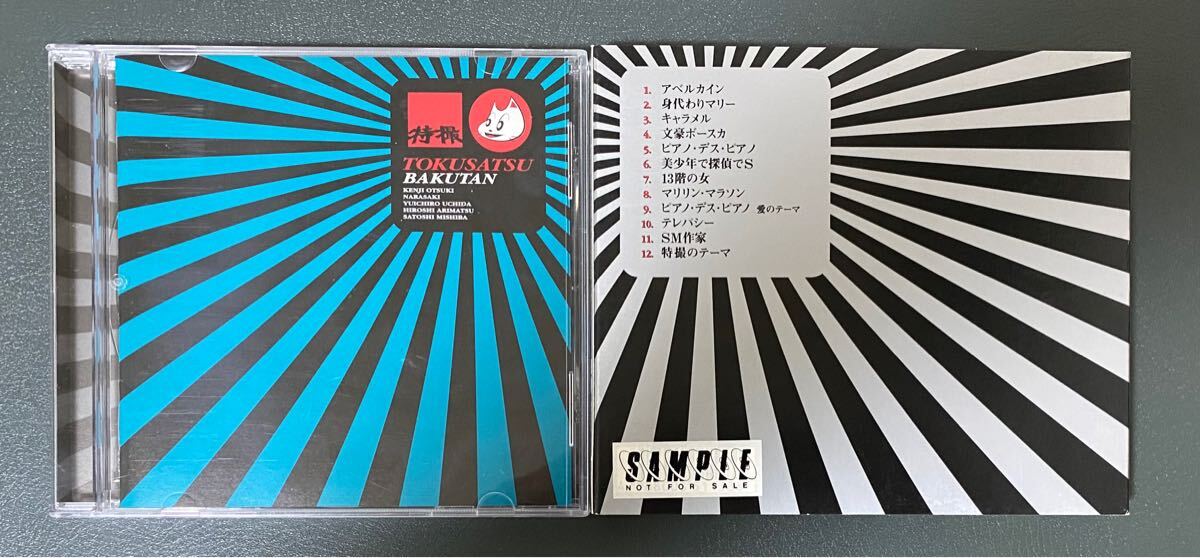 特撮
TOKUSATSU
BAKUTAN
KENJI OTSUKI
NARASAKI
YUICHIRO UCHIDA
HIROSHI ARIMATSU
SATOSHI MISHIBA
1. アベルカイン
2. 身代わりマリー
3. キャラメル
4. 文豪ボースカ
5. ピアノ・デス・ピアノ
6. 美少年で探偵でS
7. 13階の女
8. マリリン・マラソン
9. ピアノ・デス・ピアノ 愛のテーマ
10. テレパシー
11. SM作家
12. 特撮のテーマ
SAMPLE
NOT FOR SALE